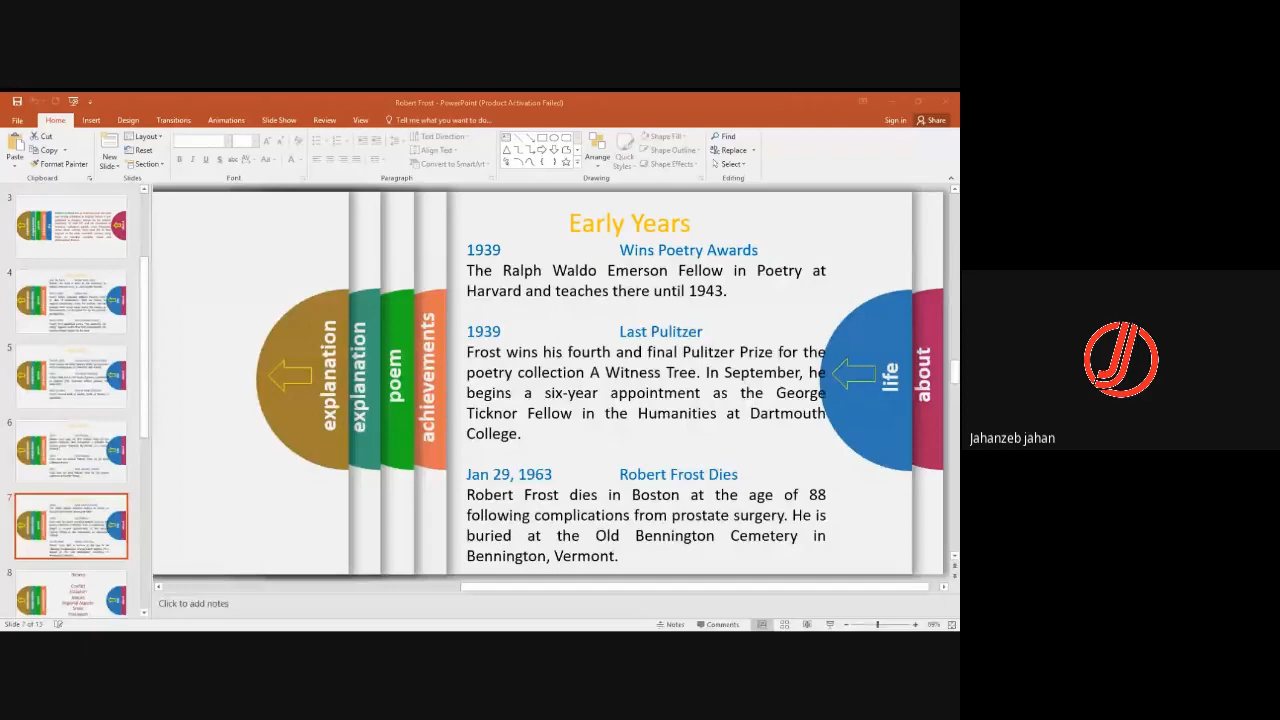 Robert Frost - PowerPoint (Product Activation Failed)
File Home Insert Design Transitions Animations Slide Show Review View Tell me what you want to do... Sign in Share
Cut
Copy
Format Painter
Paste
Clipboard
New Slide
Layout
Reset
Section
Slides
Font
Text Direction
Align Text
Convert to SmartArt
Paragraph
Arrange
Quick Styles
Shape Fill
Shape Outline
Shape Effects
Drawing
Find
Replace
Select
Editing
3
4
5
6
7
8
explanation
explanation
poem
achievements
Early Years
1939 Wins Poetry Awards
The Ralph Waldo Emerson Fellow in Poetry at
Harvard and teaches there until 1943.
1939 Last Pulitzer
Frost wins his fourth and final Pulitzer Prize for the
poetry collection A Witness Tree. In September, he
begins a six-year appointment as the George
Ticknor Fellow in the Humanities at Dartmouth
College.
Jan 29, 1963 Robert Frost Dies
Robert Frost dies in Boston at the age of 88
following complications from prostate surgery. He is
buried at the Old Bennington Cemetery in
Bennington, Vermont.
life
about
Click to add notes
Slide 7 of 13
Notes
Comments
69%
Jahanzeb jahan